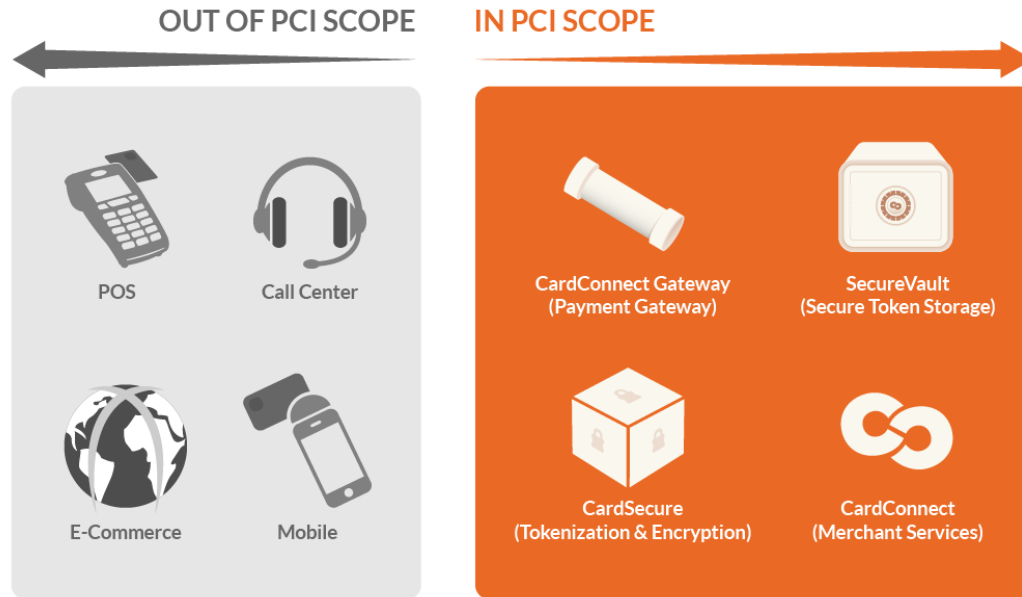 OUT OF PCI SCOPE
IN PCI SCOPE
POS
Call Center
E-Commerce
Mobile
CardConnect Gateway
(Payment Gateway)
SecureVault
(Secure Token Storage)
CardSecure
(Tokenization & Encryption)
CardConnect
(Merchant Services)